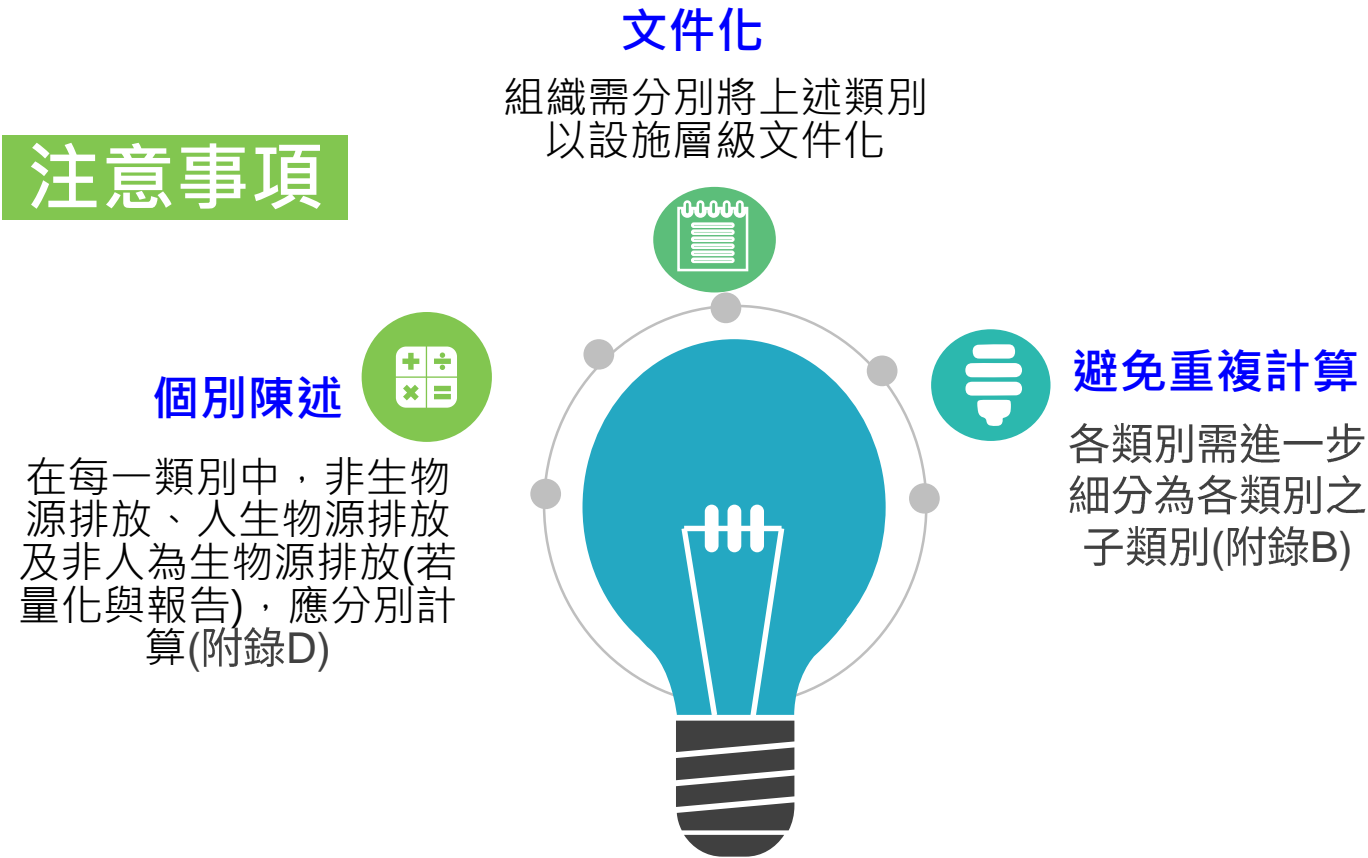 注意事項
文件化
組織需分別將上述類別
以設施層級文件化
個別陳述
在每一類別中，非生物
源排放、人生物源排放
及非人為生物源排放(若
量化與報告)，應分別計
算(附錄D)
避免重複計算
各類別需進一步
細分為各類別之
子類別(附錄B)